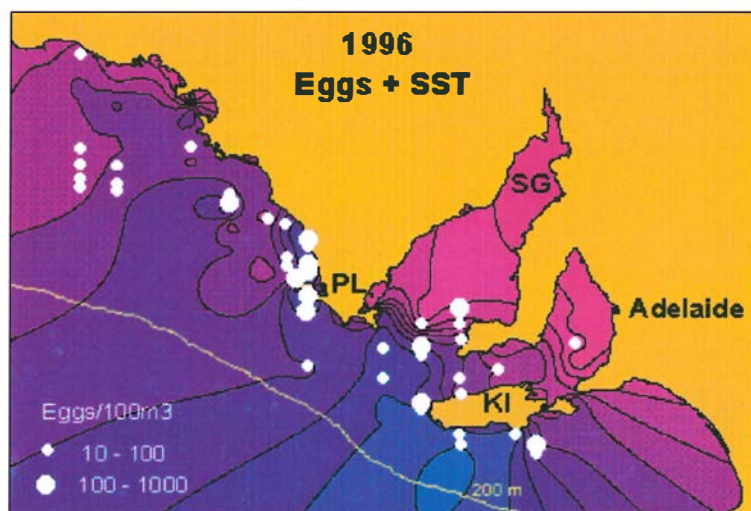 1996
Eggs + SST
SG
PL
Adelaide
Eggs/100m3
KI
10 - 100
100 - 1000
200 m